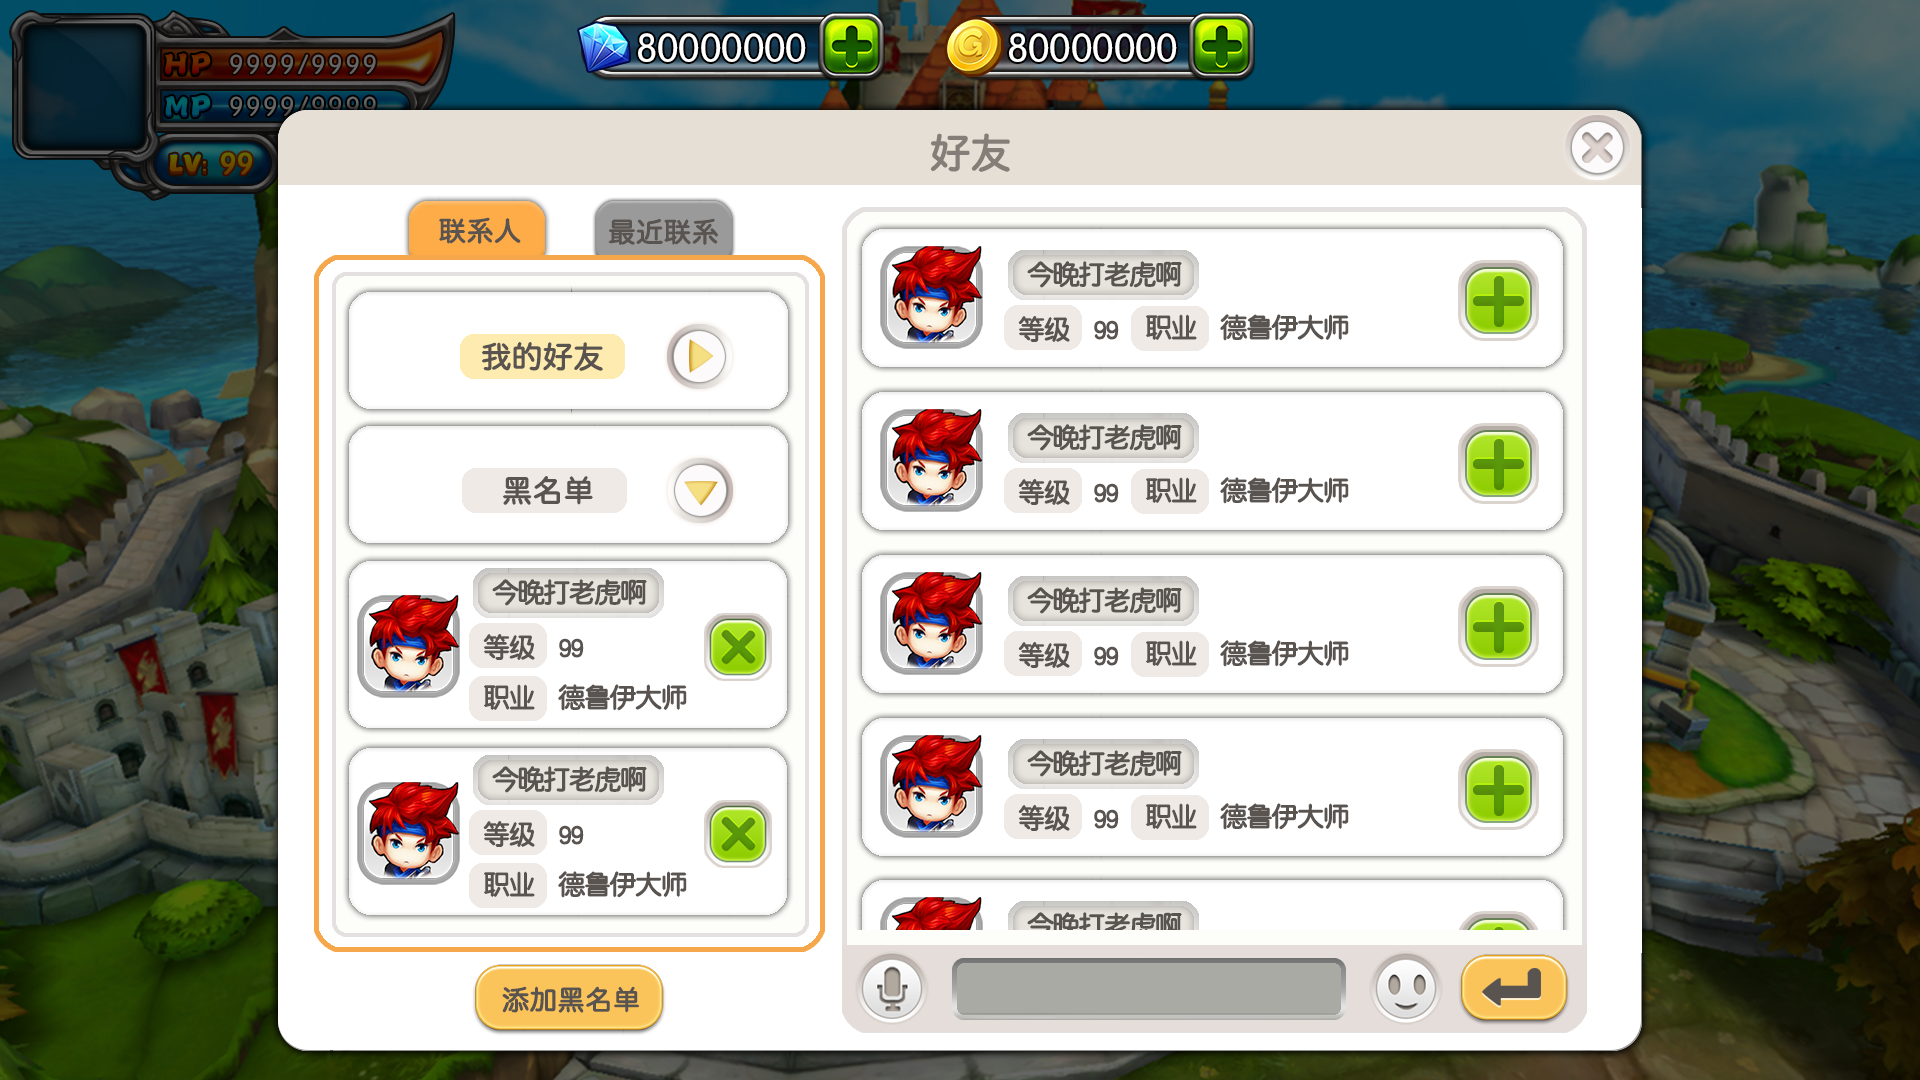 HP 9999/9999
MP 9999/9999
LV: 99
80000000
80000000
好友
联系人
最近联系
我的好友
黑名单
今晚打老虎啊
等级 99
职业 德鲁伊大师
今晚打老虎啊
等级 99
职业 德鲁伊大师
添加黑名单
今晚打老虎啊
等级 99 职业 德鲁伊大师
今晚打老虎啊
等级 99 职业 德鲁伊大师
今晚打老虎啊
等级 99 职业 德鲁伊大师
今晚打老虎啊
等级 99 职业 德鲁伊大师
今晚打老虎啊